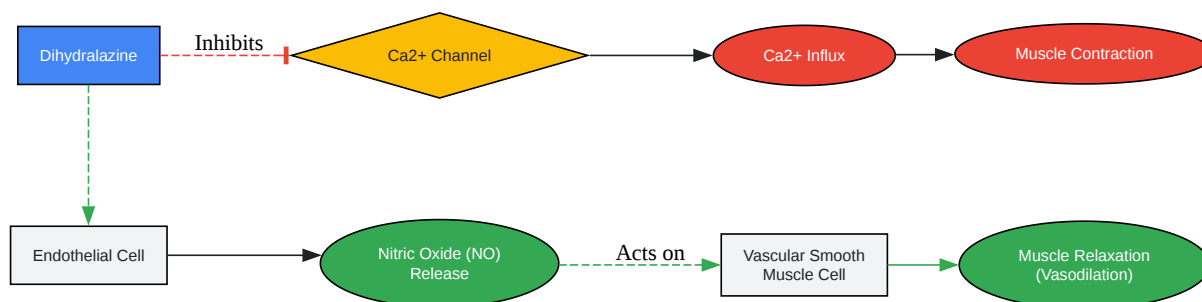 Dihydralazine
Inhibits
Ca2+ Channel
Ca2+ Influx
Muscle Contraction
Endothelial Cell
Nitric Oxide (NO)
Release
Acts on
Vascular Smooth
Muscle Cell
Muscle Relaxation
(Vasodilation)